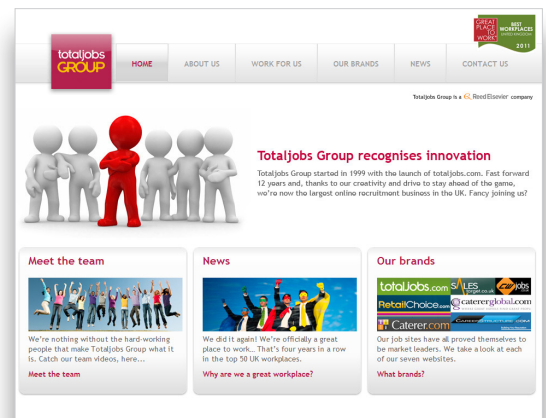 GREAT
PLACE
TO
WORK
BEST
WORKPLACES
UNITED KINGDOM
2011
totaljobs
GROUP
HOME
ABOUT US
WORK FOR US
OUR BRANDS
NEWS
CONTACT US
Totaljobs Group is a Reed Elsevier company
Totaljobs Group recognises innovation
Totaljobs Group started in 1999 with the launch of totaljobs.com. Fast forward
12 years and, thanks to our creativity and drive to stay ahead of the game,
we're now the largest online recruitment business in the UK. Fancy joining us?
Meet the team
We're nothing without the hard-working
people that make Totaljobs Group what it
is. Catch our team videos, here...
Meet the team
News
We did it again! We're officially a great
place to work... That's four years in a row
in the top 50 UK workplaces.
Why are we a great workplace?
Our brands
totaljobs.com
SALES
target.co.uk
CWjobs
RetailChoice.com
catererglobal.com
Caterer.com
CareerStructure.com
Our job sites have all proved themselves to
be market leaders. We take a look at each
of our seven websites.
What brands?